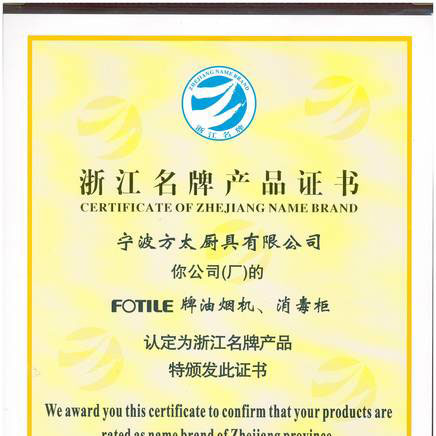 ZHEJIANG NAME BRAND
浙江名牌
浙江名牌产品证书
CERTIFICATE OF ZHEJIANG NAME BRAND
宁波方太厨具有限公司
你公司(厂)的
FOTILE 牌油烟机、消毒柜
认定为浙江名牌产品
特颁发此证书
We award you this certificate to confirm that your products are
rated as name brand of Zhejiang province